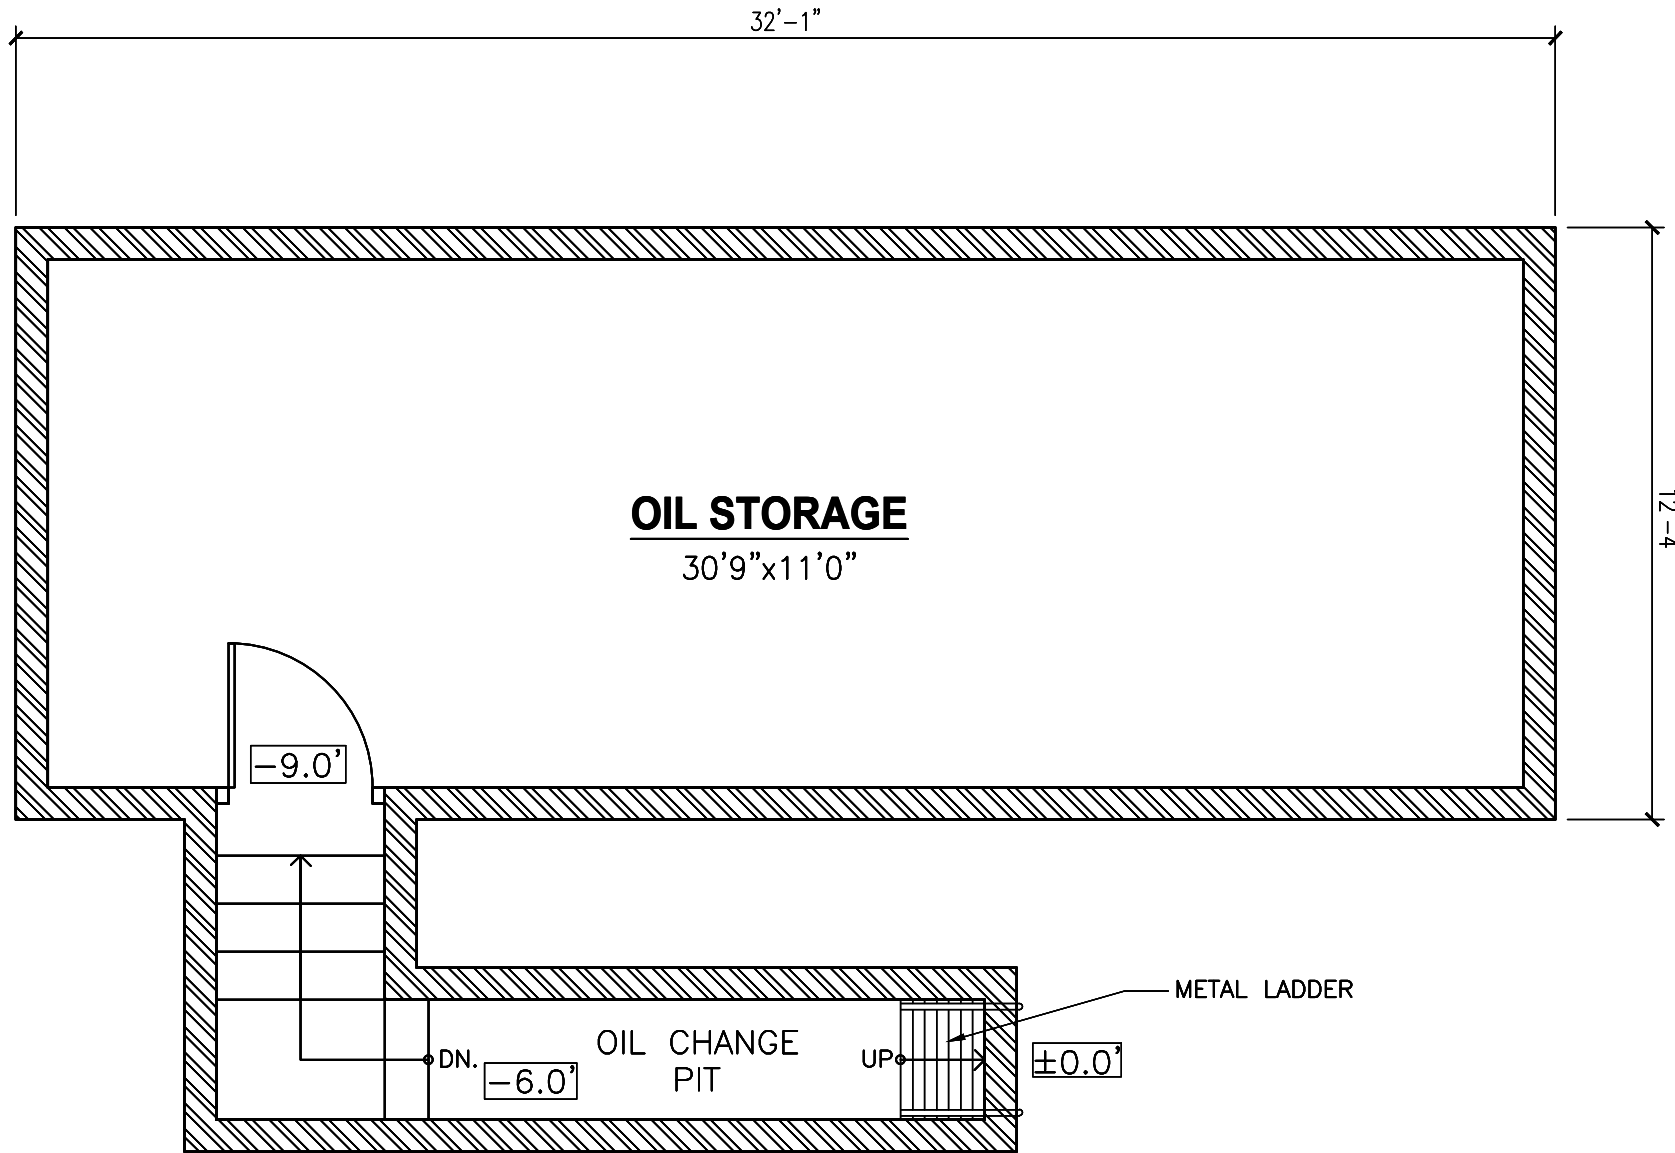 32'-1"
12'-4
OIL STORAGE
30'9"x11'0"
-9.0'
METAL LADDER
OIL CHANGE
PIT
DN.
-6.0'
UP
±0.0'